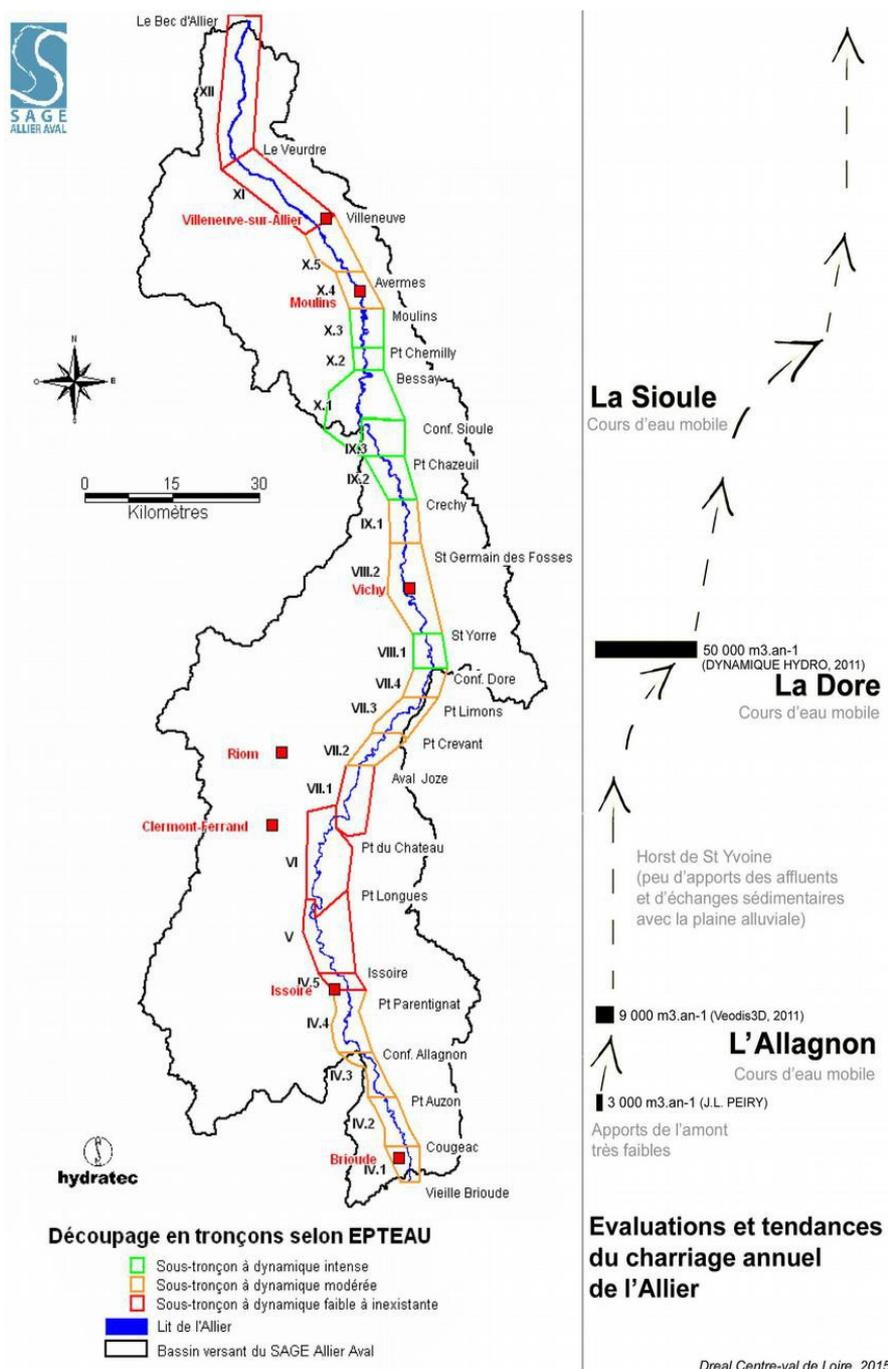 SAGE
ALLIER AVAL
Le Bec d'Allier
XII
Le Veurdre
XI
Villeneuve-sur-Allier
Villeneuve
X.5
Avermes
X.4
Moulins
Moulins
X.3
Pt Chemilly
X.2
Bessay
X.1
Conf. Sioule
IX.3
Pt Chazeuil
IX.2
Crechy
IX.1
St Germain des Fosses
VIII.2
Vichy
St Yorre
VIII.1
Conf. Dore
VII.4
Pt Limons
VII.3
Pt Crevant
VII.2
Riom
Aval Joze
VII.1
Clermont-Ferrand
Pt du Chateau
VI
Pt Longues
V
Issoire
IV.5
Issoire
Pt Parentignat
IV.4
Conf. Allagnon
IV.3
Pt Auzon
IV.2
Cougeac
Brioude
IV.1
Vieille Brioude
N
O
E
S
0 15 30
Kilomètres
hydratec
Découpage en tronçons selon EPTEAU
Sous-tronçon à dynamique intense
Sous-tronçon à dynamique modérée
Sous-tronçon à dynamique faible à inexistante
Lit de l'Allier
Bassin versant du SAGE Allier Aval
La Sioule
Cours d'eau mobile
50 000 m3.an-1
(DYNAMIQUE HYDRO, 2011)
La Dore
Cours d'eau mobile
Horst de St Yvoine
(peu d'apports des affluents
et d'échanges sédimentaires
avec la plaine alluviale)
9 000 m3.an-1 (Veodis3D, 2011)
L'Allagnon
Cours d'eau mobile
3 000 m3.an-1 (J.L. PEIRY)
Apports de l'amont
très faibles
Evaluations et tendances
du charriage annuel
de l'Allier
Dreal Centre-val de Loire, 2015